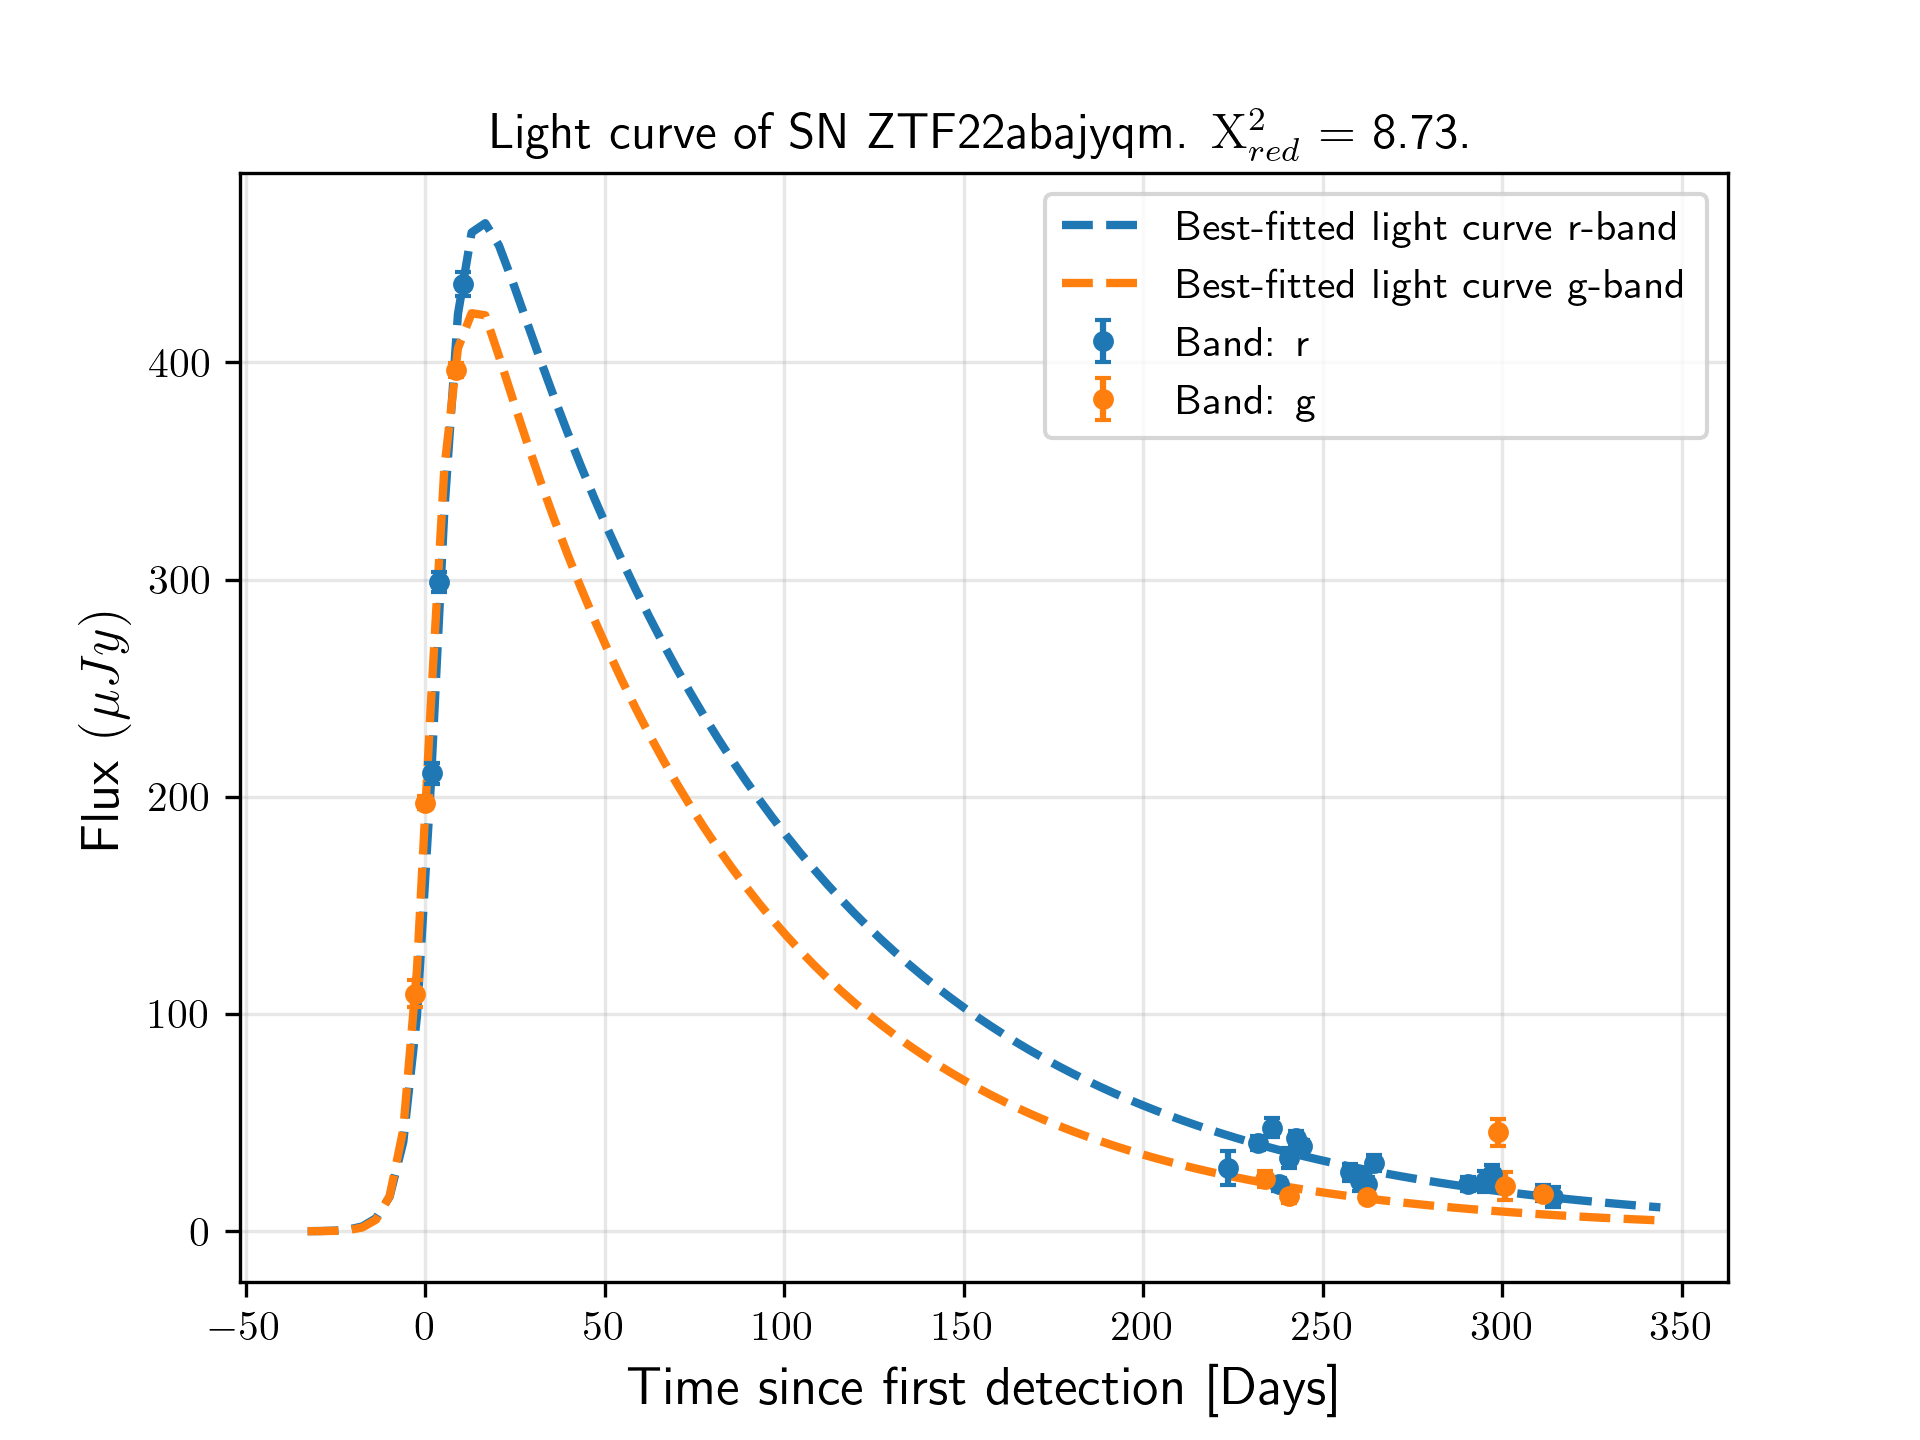 Light curve of SN ZTF22abajyqm. X²_red = 8.73.
Best-fitted light curve r-band
Best-fitted light curve g-band
Band: r
Band: g
Flux (μJy)
400
300
200
100
0
−50 0 50 100 150 200 250 300 350
Time since first detection [Days]